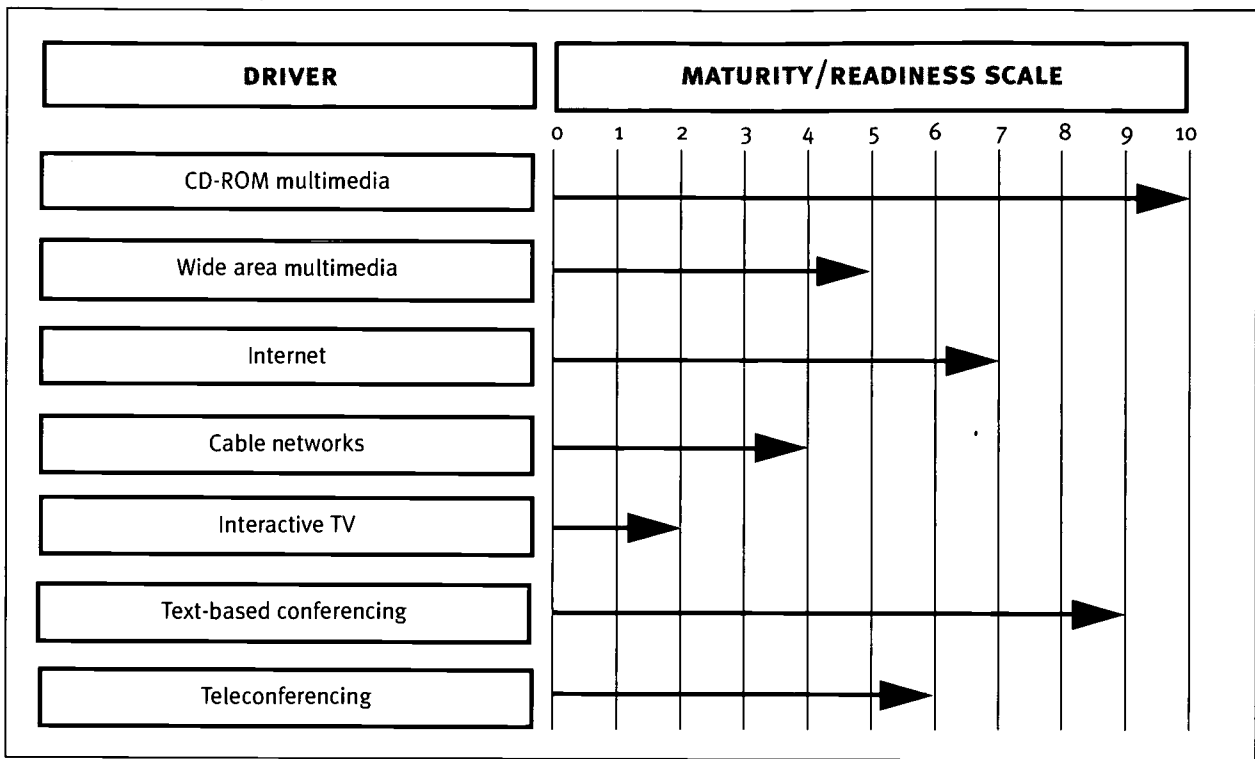 DRIVER
MATURITY/READINESS SCALE
0 1 2 3 4 5 6 7 8 9 10
CD-ROM multimedia
Wide area multimedia
Internet
Cable networks
Interactive TV
Text-based conferencing
Teleconferencing